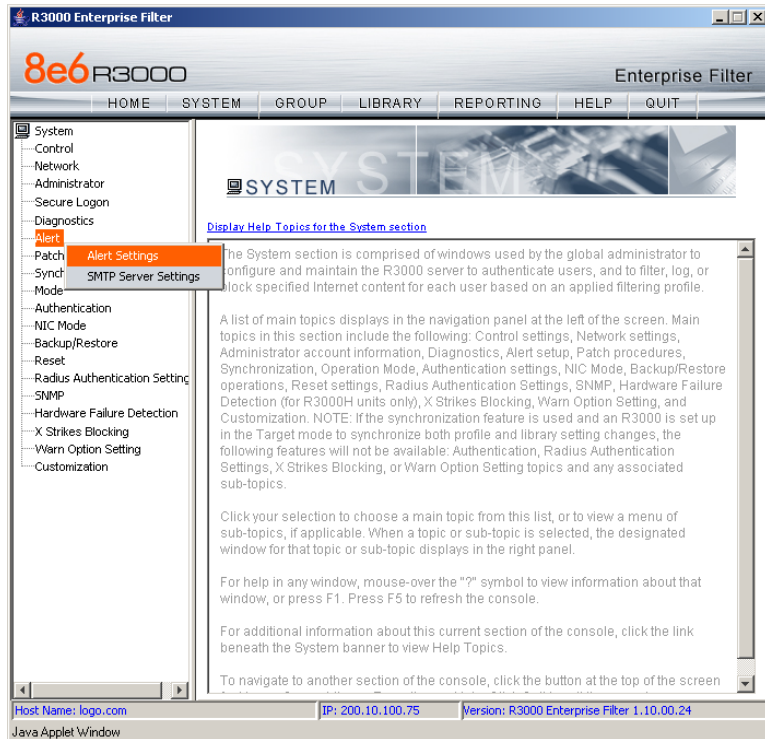 R3000 Enterprise Filter
8e6 R3000
Enterprise Filter
HOME SYSTEM GROUP LIBRARY REPORTING HELP QUIT
System
Control
Network
Administrator
Secure Logon
Diagnostics
Alert
Patch
Synch
Mode
Authentication
NIC Mode
Backup/Restore
Reset
Radius Authentication Setting
SNMP
Hardware Failure Detection
X Strikes Blocking
Warn Option Setting
Customization
Alert Settings
SMTP Server Settings
SYSTEM
SYSTEM
Display Help Topics for the System section
The System section is comprised of windows used by the global administrator to
configure and maintain the R3000 server to authenticate users, and to filter, log, or
block specified Internet content for each user based on an applied filtering profile.
A list of main topics displays in the navigation panel at the left of the screen. Main
topics in this section include the following: Control settings, Network settings,
Administrator account information, Diagnostics, Alert setup, Patch procedures,
Synchronization, Operation Mode, Authentication settings, NIC Mode, Backup/Restore
operations, Reset settings, Radius Authentication Settings, SNMP, Hardware Failure
Detection (for R3000H units only), X Strikes Blocking, Warn Option Setting, and
Customization. NOTE: If the synchronization feature is used and an R3000 is set up
in the Target mode to synchronize both profile and library setting changes, the
following features will not be available: Authentication, Radius Authentication
Settings, X Strikes Blocking, or Warn Option Setting topics and any associated
sub-topics.
Click your selection to choose a main topic from this list, or to view a menu of
sub-topics, if applicable. When a topic or sub-topic is selected, the designated
window for that topic or sub-topic displays in the right panel.
For help in any window, mouse-over the "?" symbol to view information about that
window, or press F1. Press F5 to refresh the console.
For additional information about this current section of the console, click the link
beneath the System banner to view Help Topics.
To navigate to another section of the console, click the button at the top of the screen
Host Name: logo.com
IP: 200.10.100.75
Version: R3000 Enterprise Filter 1.10.00.24
Java Applet Window